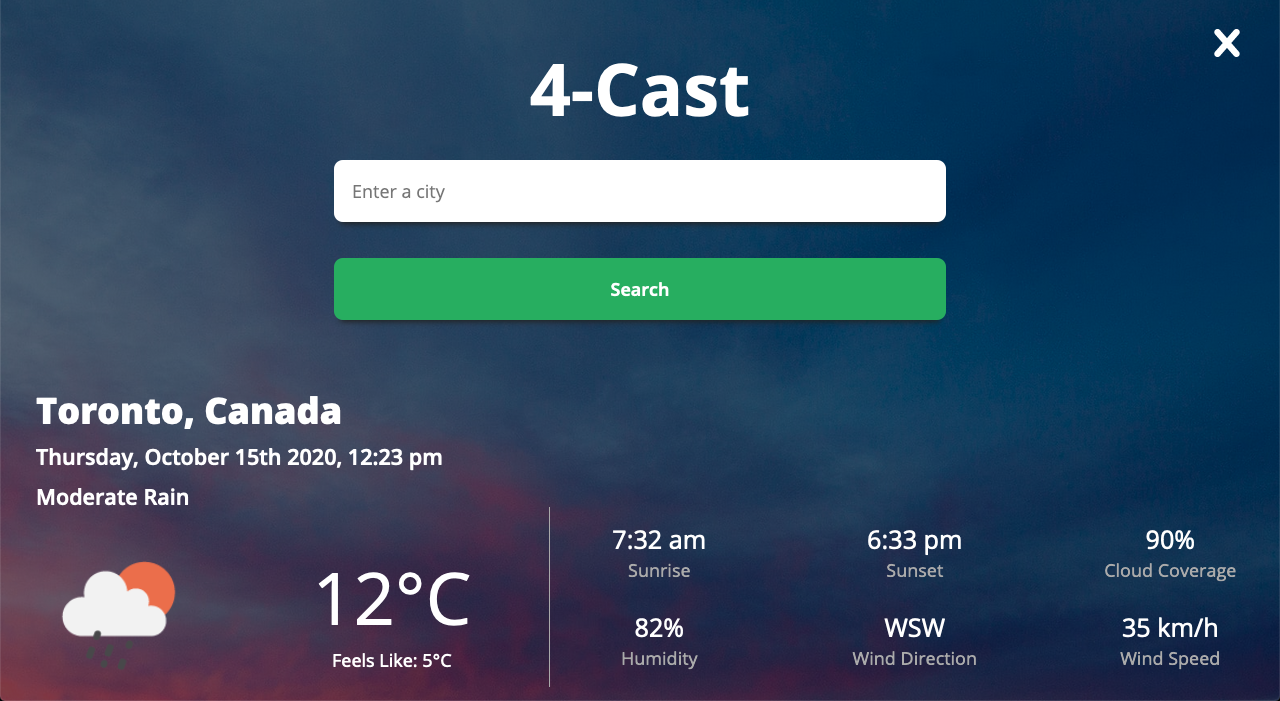 4-Cast
Enter a city
Search
Toronto, Canada
Thursday, October 15th 2020, 12:23 pm
Moderate Rain
12°C
Feels Like: 5°C
7:32 am
Sunrise
6:33 pm
Sunset
90%
Cloud Coverage
82%
Humidity
WSW
Wind Direction
35 km/h
Wind Speed